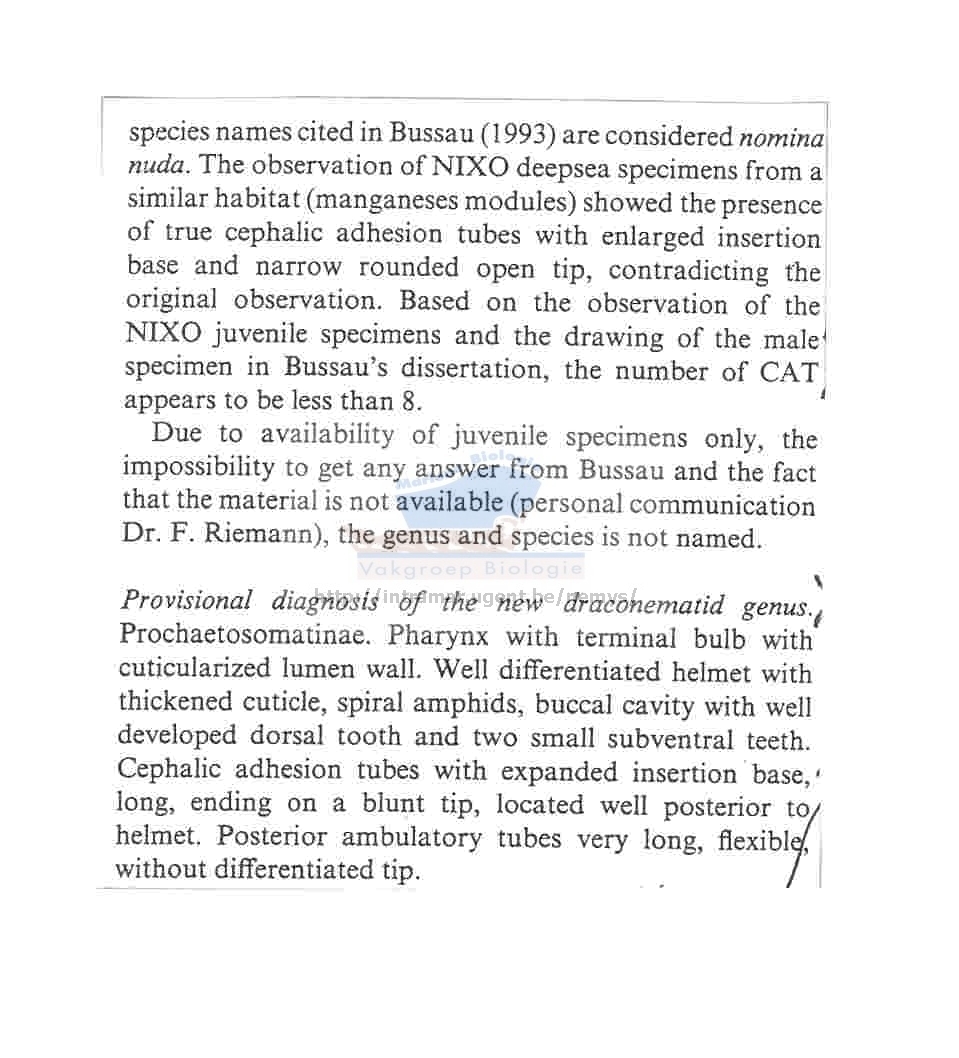 species names cited in Bussau (1993) are considered nomina
nuda. The observation of NIXO deepsea specimens from a
similar habitat (manganeses modules) showed the presence
of true cephalic adhesion tubes with enlarged insertion
base and narrow rounded open tip, contradicting the
original observation. Based on the observation of the
NIXO juvenile specimens and the drawing of the male
specimen in Bussau's dissertation, the number of CAT
appears to be less than 8.
Due to availability of juvenile specimens only, the
impossibility to get any answer from Bussau and the fact
that the material is not available (personal communication
Dr. F. Riemann), the genus and species is not named.
Biologi
Vakgroep Biologie
http://intramar.ugent.be/nemys/
Provisional diagnosis of the new draconematid genus.
Prochaetosomatinae. Pharynx with terminal bulb with
cuticularized lumen wall. Well differentiated helmet with
thickened cuticle, spiral amphids, buccal cavity with well
developed dorsal tooth and two small subventral teeth.
Cephalic adhesion tubes with expanded insertion base,
long, ending on a blunt tip, located well posterior to
helmet. Posterior ambulatory tubes very long, flexible,
without differentiated tip.